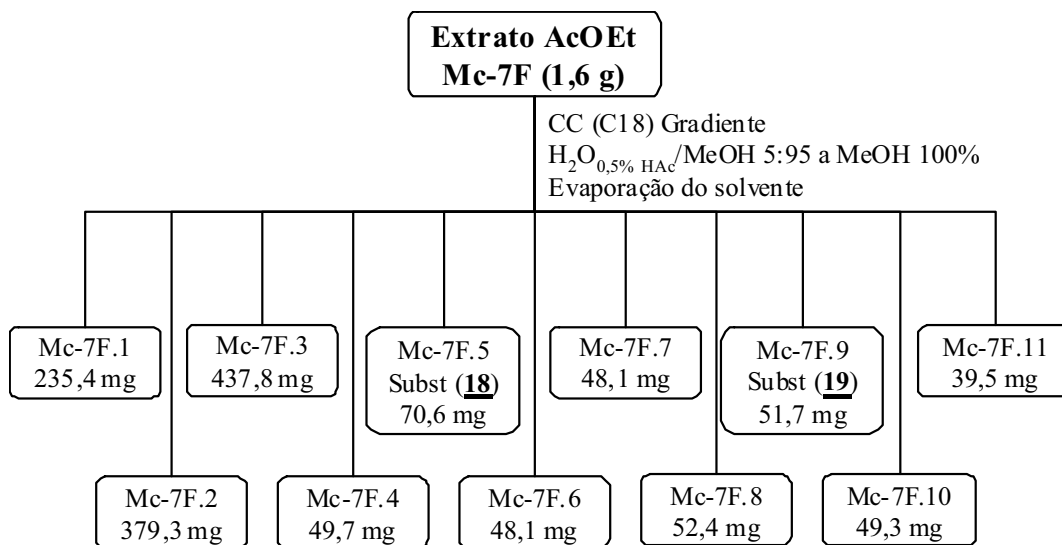 Extrato AcOEt
Mc-7F (1,6 g)
CC (C18) Gradiente
H₂O₀,₅% HAc/MeOH 5:95 a MeOH 100%
Evaporação do solvente
Mc-7F.1
235,4 mg
Mc-7F.3
437,8 mg
Mc-7F.5
Subst (18)
70,6 mg
Mc-7F.7
48,1 mg
Mc-7F.9
Subst (19)
51,7 mg
Mc-7F.11
39,5 mg
Mc-7F.2
379,3 mg
Mc-7F.4
49,7 mg
Mc-7F.6
48,1 mg
Mc-7F.8
52,4 mg
Mc-7F.10
49,3 mg